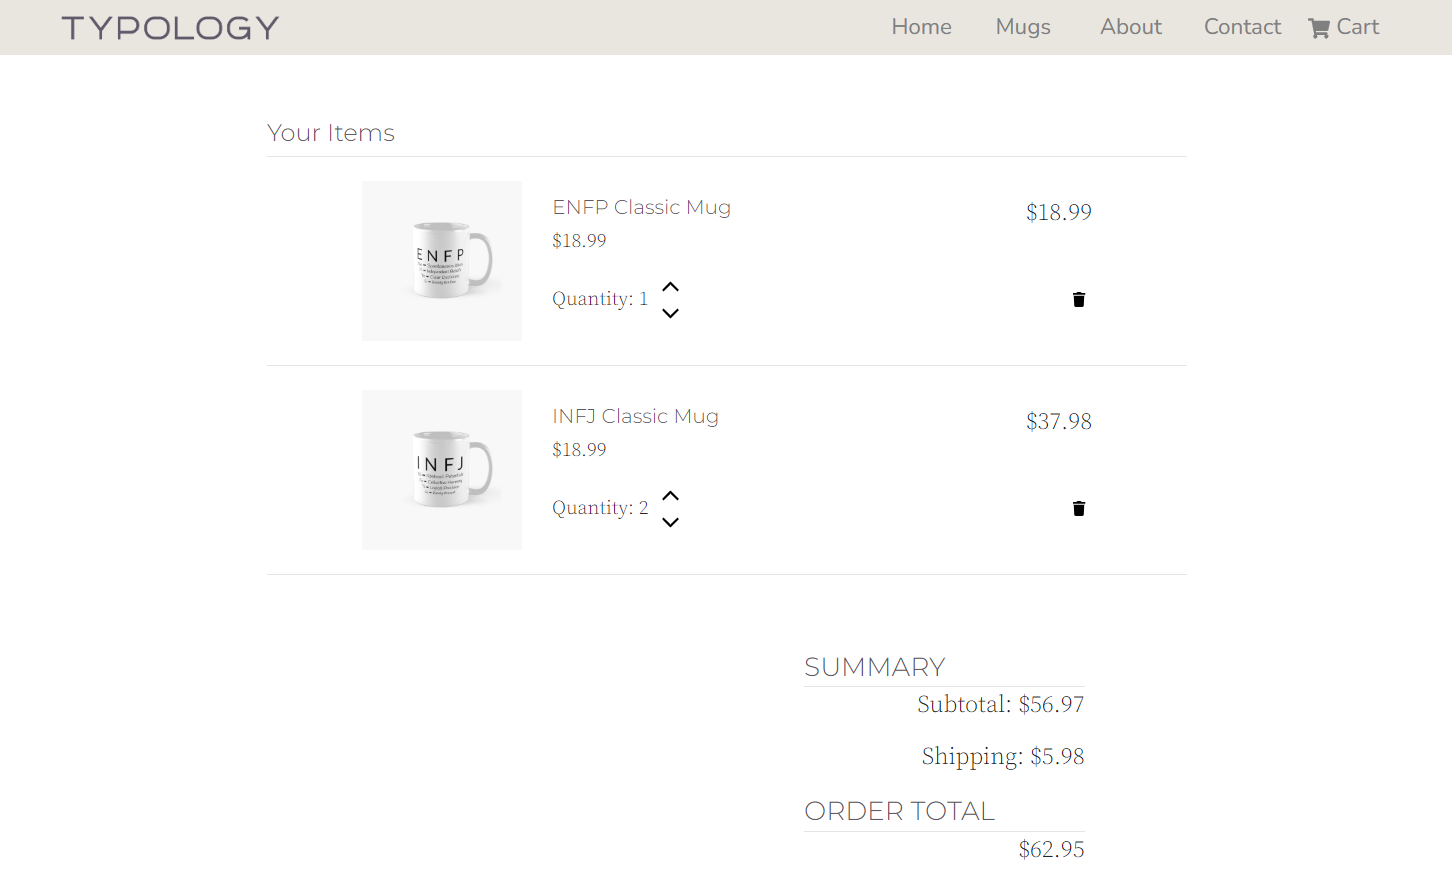 TYPOLOGY
Home Mugs About Contact Cart
Your Items
ENFP
ENFP Classic Mug
$18.99
$18.99
Quantity: 1
INFJ
INFJ Classic Mug
$37.98
$18.99
Quantity: 2
SUMMARY
Subtotal: $56.97
Shipping: $5.98
ORDER TOTAL
$62.95